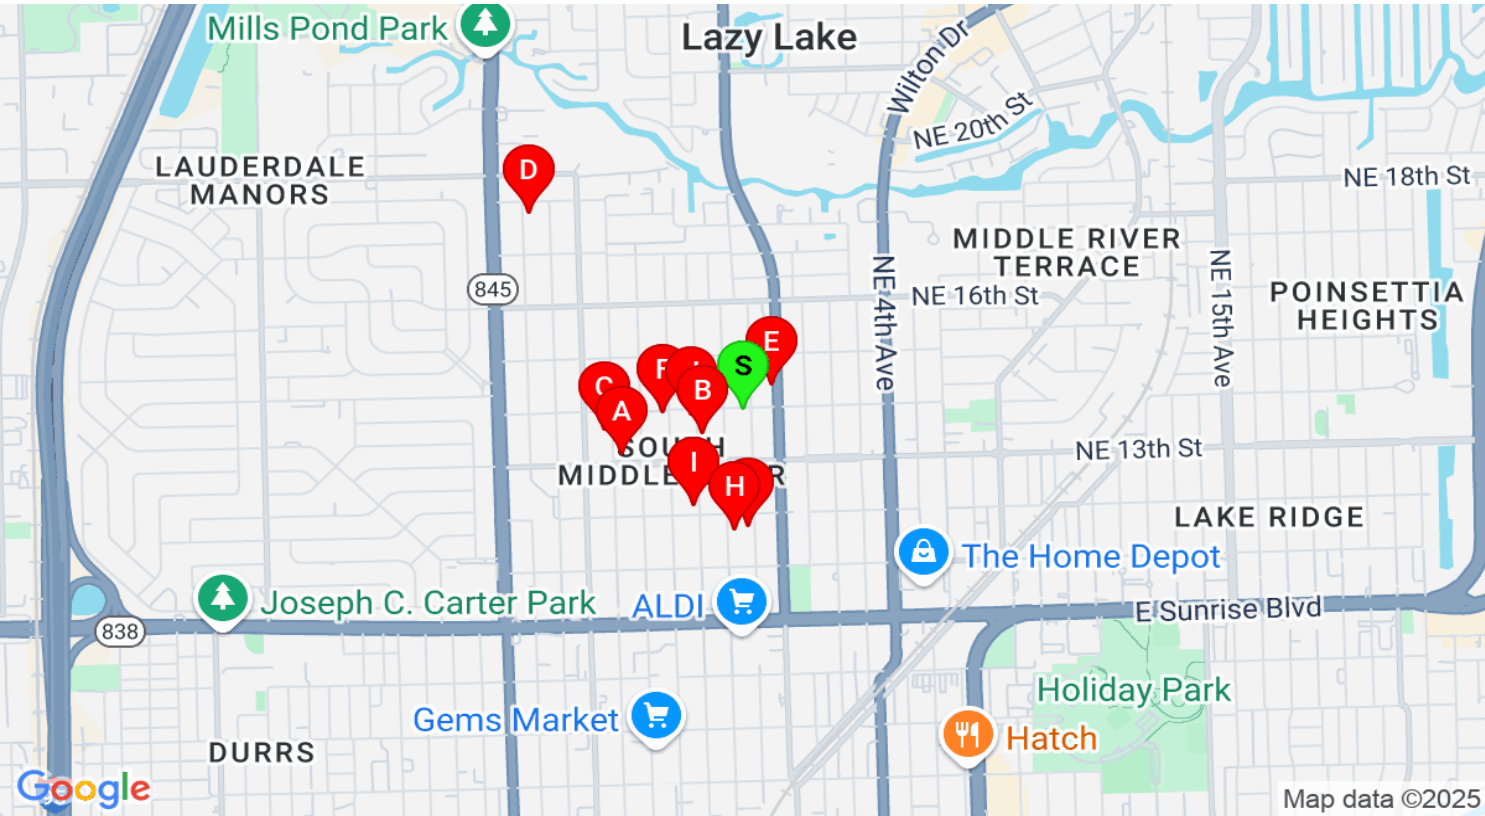 Mills Pond Park
Lazy Lake
Wilton Dr
NE 20th St
LAUDERDALE
MANORS
D
NE 18th St
MIDDLE RIVER
TERRACE
845
NE 4th Ave
NE 16th St
NE 15th Ave
POINSETTIA
HEIGHTS
E
S
F
C
B
A
SOUTH
MIDDLE
R
I
H
NE 13th St
LAKE RIDGE
The Home Depot
Joseph C. Carter Park
ALDI
838
E Sunrise Blvd
Holiday Park
Gems Market
Hatch
DURRS
Google
Map data ©2025